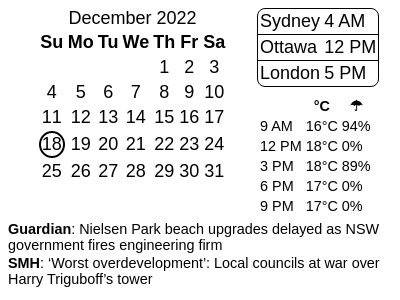 December 2022
Su Mo Tu We Th Fr Sa
1 2 3
4 5 6 7 8 9 10
11 12 13 14 15 16 17
18 19 20 21 22 23 24
25 26 27 28 29 30 31
Sydney 4 AM
Ottawa 12 PM
London 5 PM
°C ☂
9 AM 16°C 94%
12 PM 18°C 0%
3 PM 18°C 89%
6 PM 17°C 0%
9 PM 17°C 0%
Guardian: Nielsen Park beach upgrades delayed as NSW
government fires engineering firm
SMH: ‘Worst overdevelopment’: Local councils at war over
Harry Triguboff’s tower